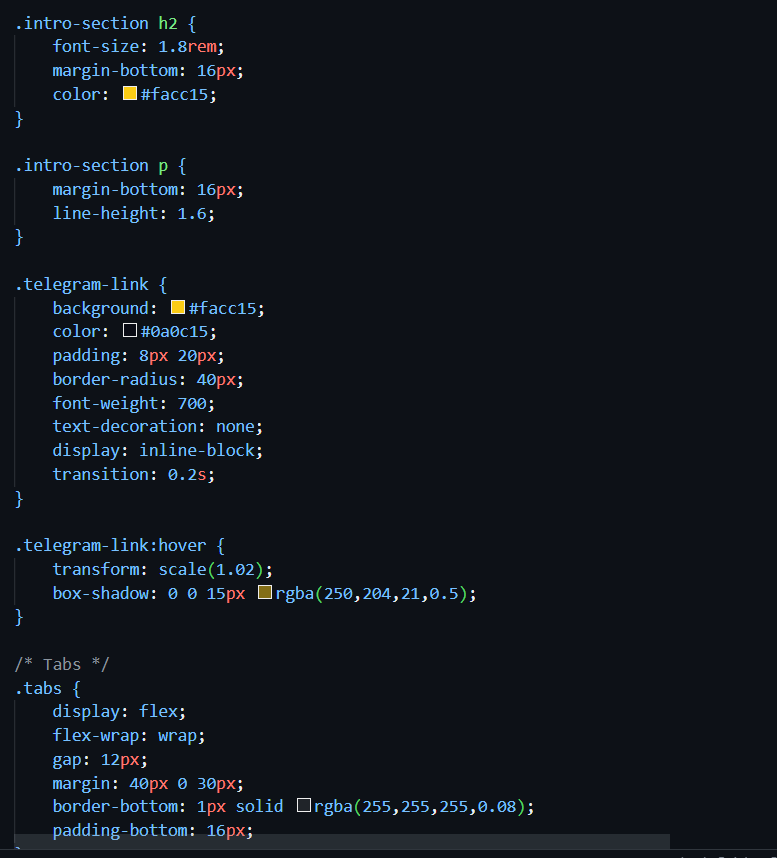 .intro-section h2 {
    font-size: 1.8rem;
    margin-bottom: 16px;
    color: #facc15;
}

.intro-section p {
    margin-bottom: 16px;
    line-height: 1.6;
}

.telegram-link {
    background: #facc15;
    color: #0a0c15;
    padding: 8px 20px;
    border-radius: 40px;
    font-weight: 700;
    text-decoration: none;
    display: inline-block;
    transition: 0.2s;
}

.telegram-link:hover {
    transform: scale(1.02);
    box-shadow: 0 0 15px rgba(250,204,21,0.5);
}

/* Tabs */
.tabs {
    display: flex;
    flex-wrap: wrap;
    gap: 12px;
    margin: 40px 0 30px;
    border-bottom: 1px solid rgba(255,255,255,0.08);
    padding-bottom: 16px;